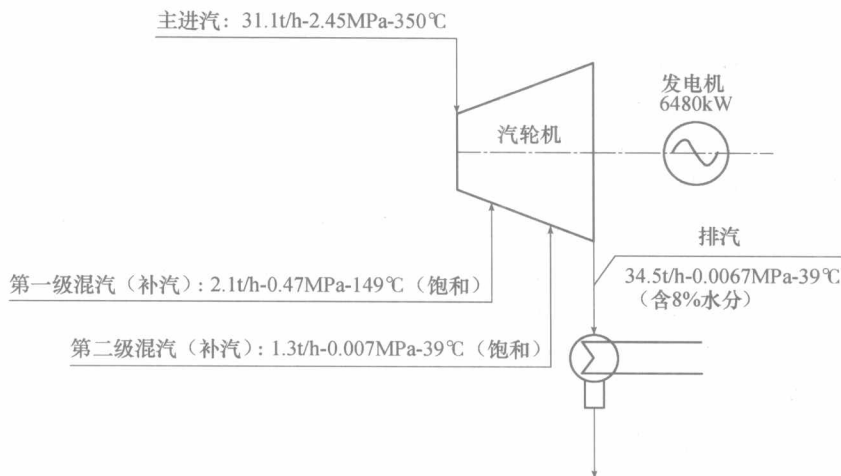 主进汽: 31.1t/h-2.45MPa-350℃
发电机
6480kW
汽轮机
排汽
第一级混汽（补汽）: 2.1t/h-0.47MPa-149℃（饱和）
34.5t/h-0.0067MPa-39℃
（含8%水分）
第二级混汽（补汽）: 1.3t/h-0.007MPa-39℃（饱和）